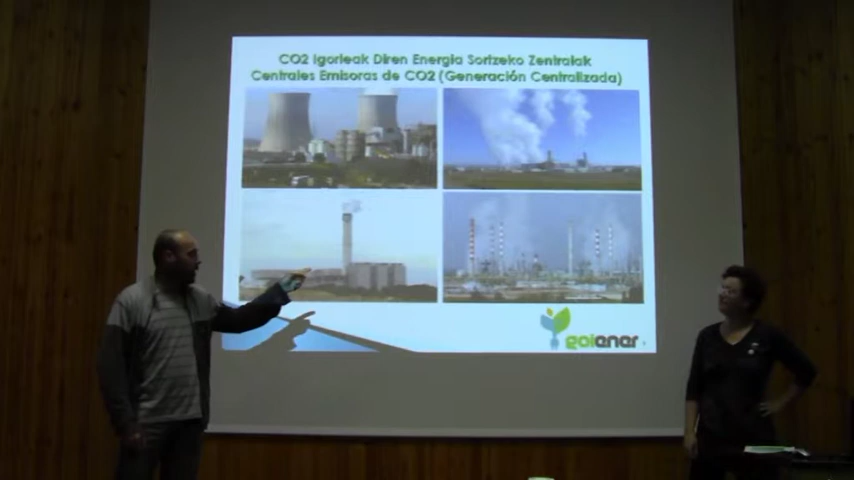 CO2 Igorleak Diren Energia Sortzeko Zentralak
Centrales Emisoras de CO2 (Generación Centralizada)
goiener